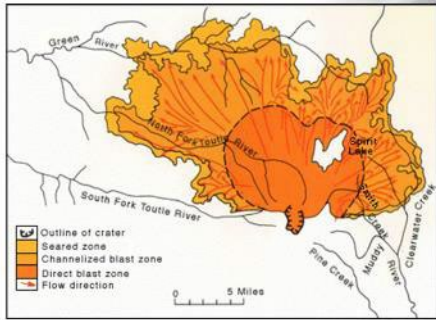 Green
River
North Fork Toutle
River
Spirit
Lake
South Fork Toutle River
Smith
Creek
Clearwater Creek
Muddy
River
Pine Creek
Outline of crater
Seared zone
Channelized blast zone
Direct blast zone
Flow direction
0 5 Miles